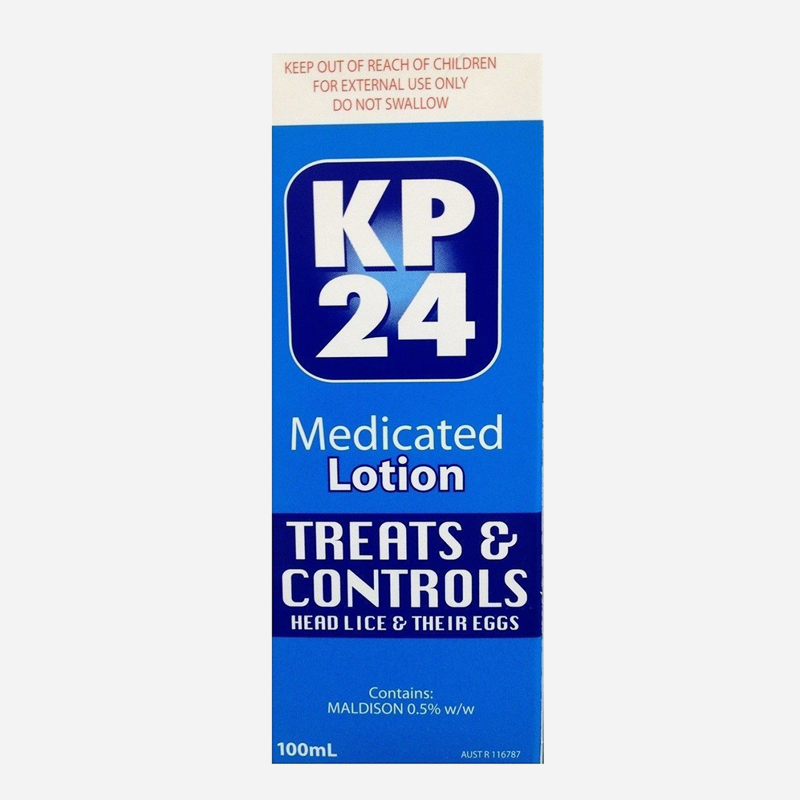 KEEP OUT OF REACH OF CHILDREN
FOR EXTERNAL USE ONLY
DO NOT SWALLOW
KP
24
Medicated
Lotion
TREATS &
CONTROLS
HEAD LICE & THEIR EGGS
Contains:
MALDISON 0.5% w/w
100mL
AUST R 116787